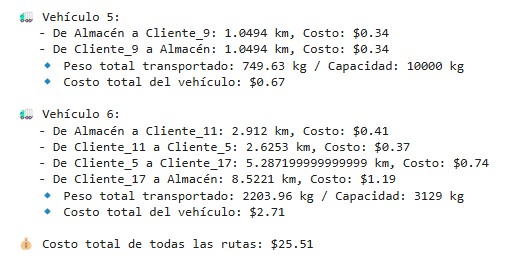 🚛 Vehículo 5:
- De Almacén a Cliente_9: 1.0494 km, Costo: $0.34
- De Cliente_9 a Almacén: 1.0494 km, Costo: $0.34
🔹 Peso total transportado: 749.63 kg / Capacidad: 10000 kg
🔹 Costo total del vehículo: $0.67
🚛 Vehículo 6:
- De Almacén a Cliente_11: 2.912 km, Costo: $0.41
- De Cliente_11 a Cliente_5: 2.6253 km, Costo: $0.37
- De Cliente_5 a Cliente_17: 5.287199999999999 km, Costo: $0.74
- De Cliente_17 a Almacén: 8.5221 km, Costo: $1.19
🔹 Peso total transportado: 2203.96 kg / Capacidad: 3129 kg
🔹 Costo total del vehículo: $2.71
💰 Costo total de todas las rutas: $25.51